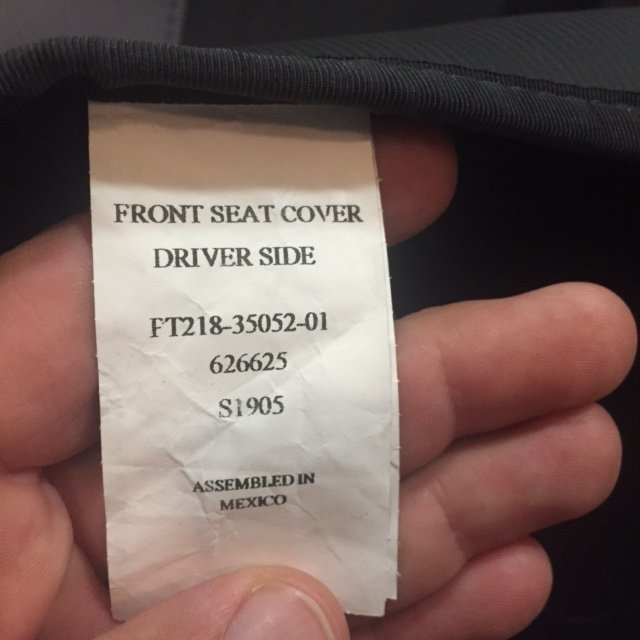 FRONT SEAT COVER
DRIVER SIDE
FT218-35052-01
626625
S1905
ASSEMBLED IN
MEXICO